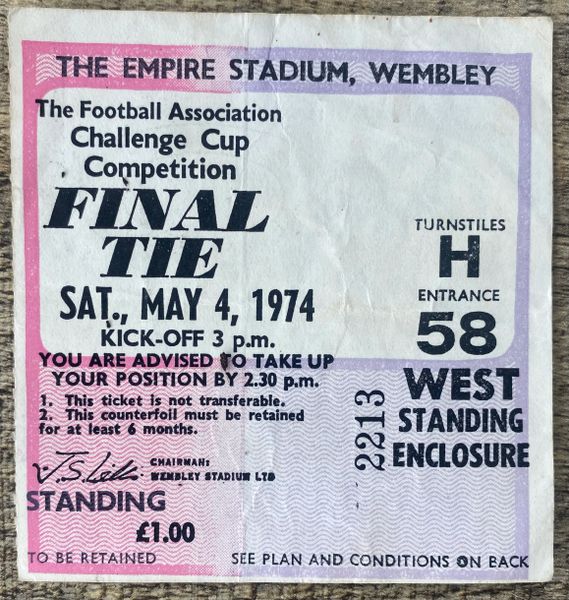 THE EMPIRE STADIUM, WEMBLEY
The Football Association
Challenge Cup
Competition
FINAL
TIE
SAT., MAY 4, 1974
KICK-OFF 3 p.m.
YOU ARE ADVISED TO TAKE UP
YOUR POSITION BY 2.30 p.m.
1. This ticket is not transferable.
2. This counterfoil must be retained
for at least 6 months.
CHAIRMAN:
WEMBLEY STADIUM LTD
STANDING
£1.00
TO BE RETAINED
TURNSTILES
H
ENTRANCE
58
WEST
STANDING
ENCLOSURE
2213
SEE PLAN AND CONDITIONS ON BACK